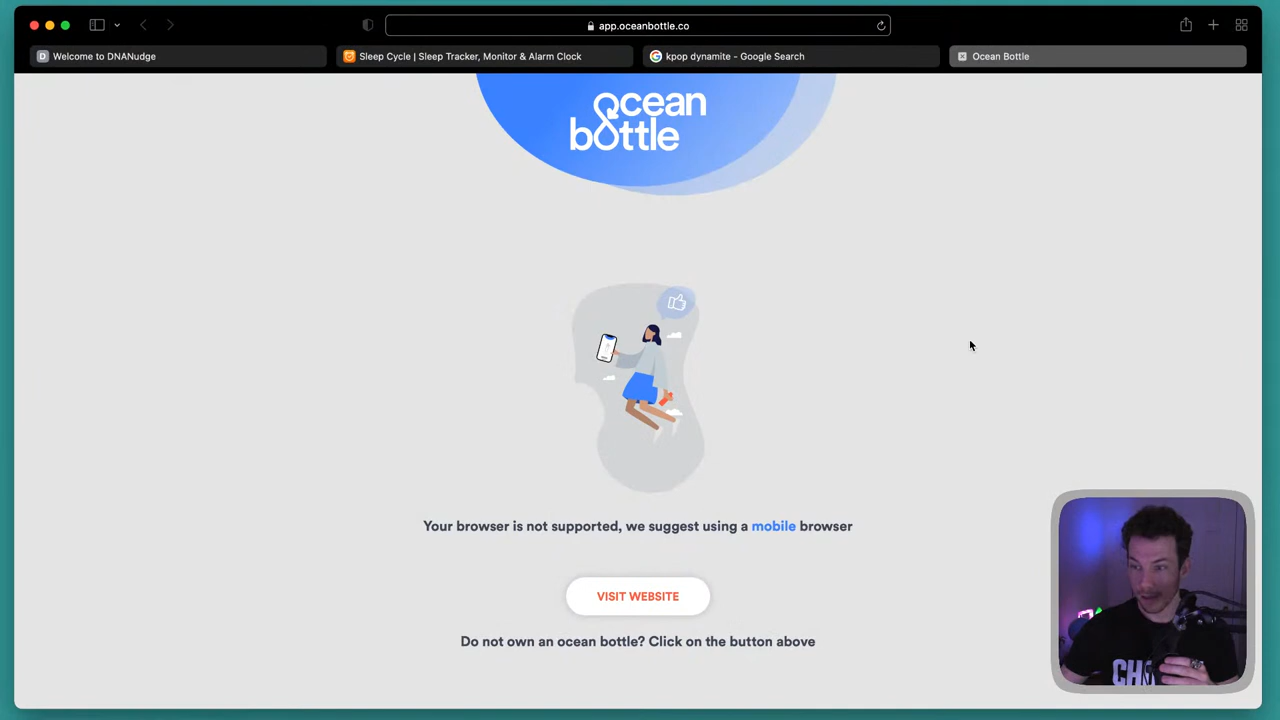 app.oceanbottle.co
Welcome to DNANudge
Sleep Cycle | Sleep Tracker, Monitor & Alarm Clock
kpop dynamite - Google Search
Ocean Bottle
ocean
bottle
Your browser is not supported, we suggest using a mobile browser
VISIT WEBSITE
Do not own an ocean bottle? Click on the button above